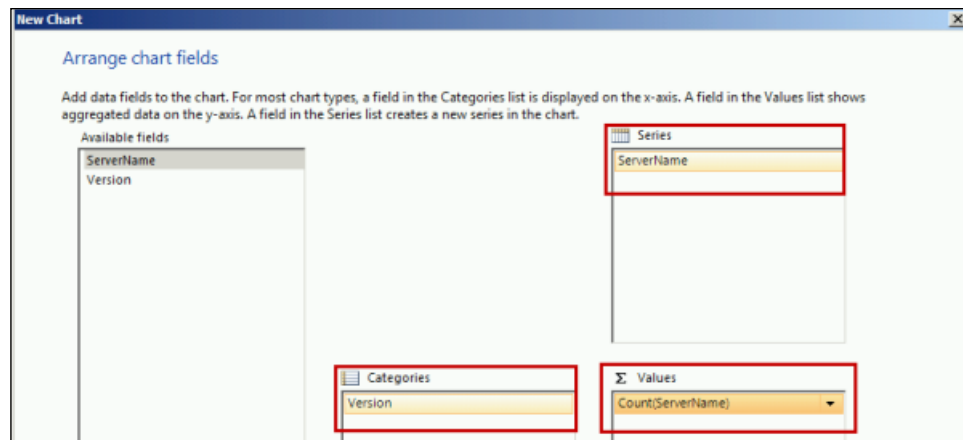 New Chart
Arrange chart fields
Add data fields to the chart. For most chart types, a field in the Categories list is displayed on the x-axis. A field in the Values list shows
aggregated data on the y-axis. A field in the Series list creates a new series in the chart.
Available fields
ServerName
Version
Series
ServerName
Categories
Version
Σ Values
Count(ServerName)